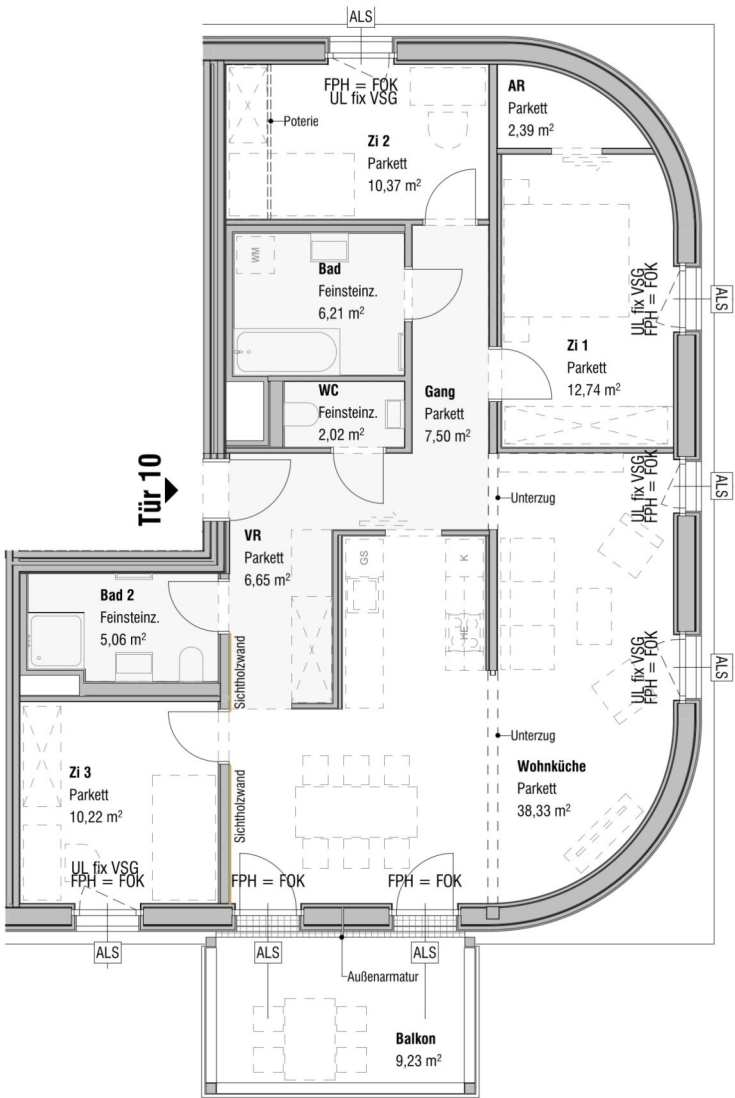 ALS
FPH = FOK
UL fix VSG
Poterie
Zi 2
Parkett
10,37 m²
AR
Parkett
2,39 m²
WM
Bad
Feinsteinz.
6,21 m²
UL fix VSG
FPH = FOK
ALS
Zi 1
Parkett
12,74 m²
WC
Feinsteinz.
2,02 m²
Gang
Parkett
7,50 m²
Tür 10
UL fix VSG
FPH = FOK
ALS
Unterzug
VR
Parkett
6,65 m²
GS
K
HE
Bad 2
Feinsteinz.
5,06 m²
Sichtholzwand
UL fix VSG
FPH = FOK
ALS
Unterzug
Wohnküche
Parkett
38,33 m²
Zi 3
Parkett
10,22 m²
Sichtholzwand
UL fix VSG
FPH = FOK
FPH = FOK
FPH = FOK
ALS
ALS
ALS
Außenarmatur
Balkon
9,23 m²